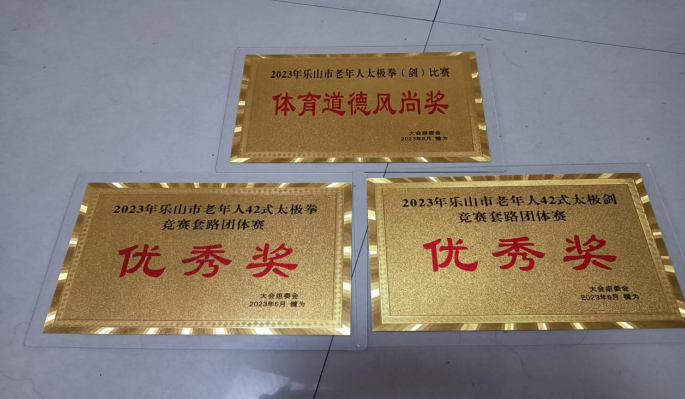 2023年乐山市老年人太极拳（剑）比赛
体育道德风尚奖
大会组委会
2023年6月 犍为
2023年乐山市老年人42式太极拳
竞赛套路团体赛
优秀奖
大会组委会
2023年6月 犍为
2023年乐山市老年人42式太极剑
竞赛套路团体赛
优秀奖
大会组委会
2023年6月 犍为